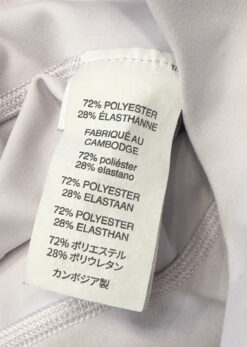 72% POLYESTER
28% ÉLASTHANNE
FABRIQUÉ AU
CAMBODGE
72% poliéster
28% elastano
72% POLYESTER
28% ELASTAAN
72% POLYESTER
28% ELASTHAN
72% ポリエステル
28% ポリウレタン
カンボジア製